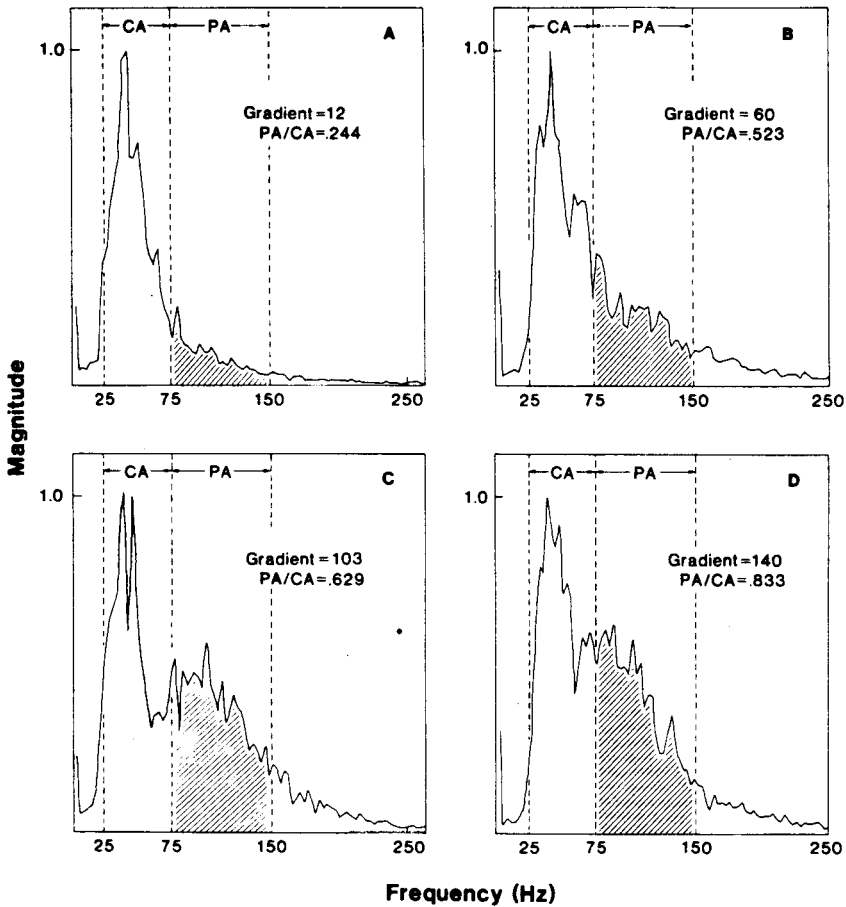 CA PA
A
1.0
Gradient = 12
PA/CA = .244
25 75 150 250
CA PA
B
1.0
Gradient = 60
PA/CA = .523
25 75 150 250
Magnitude
CA PA
C
1.0
Gradient = 103
PA/CA = .629
25 75 150 250
CA PA
D
1.0
Gradient = 140
PA/CA = .833
25 75 150 250
Frequency (Hz)